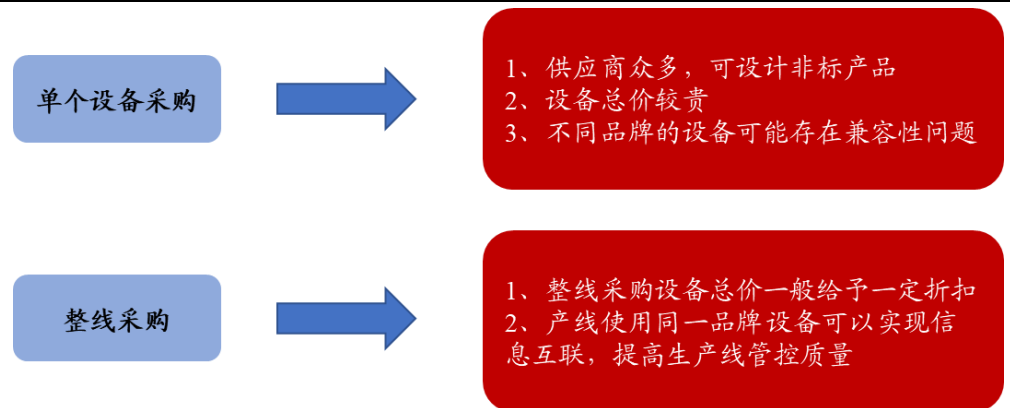 单个设备采购
1、供应商众多，可设计非标产品
2、设备总价较贵
3、不同品牌的设备可能存在兼容性问题
整线采购
1、整线采购设备总价一般给予一定折扣
2、产线使用同一品牌设备可以实现信
息互联，提高生产线管控质量